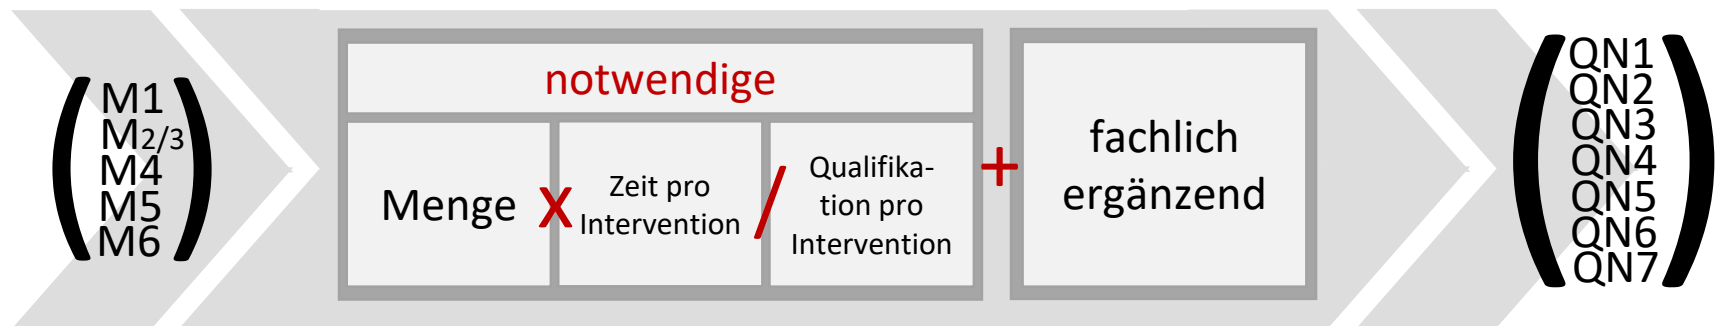 M1
M2/3
M4
M5
M6
notwendige
Menge
x
Zeit pro
Intervention
/
Qualifika-
tion pro
Intervention
+
fachlich
ergänzend
QN1
QN2
QN3
QN4
QN5
QN6
QN7